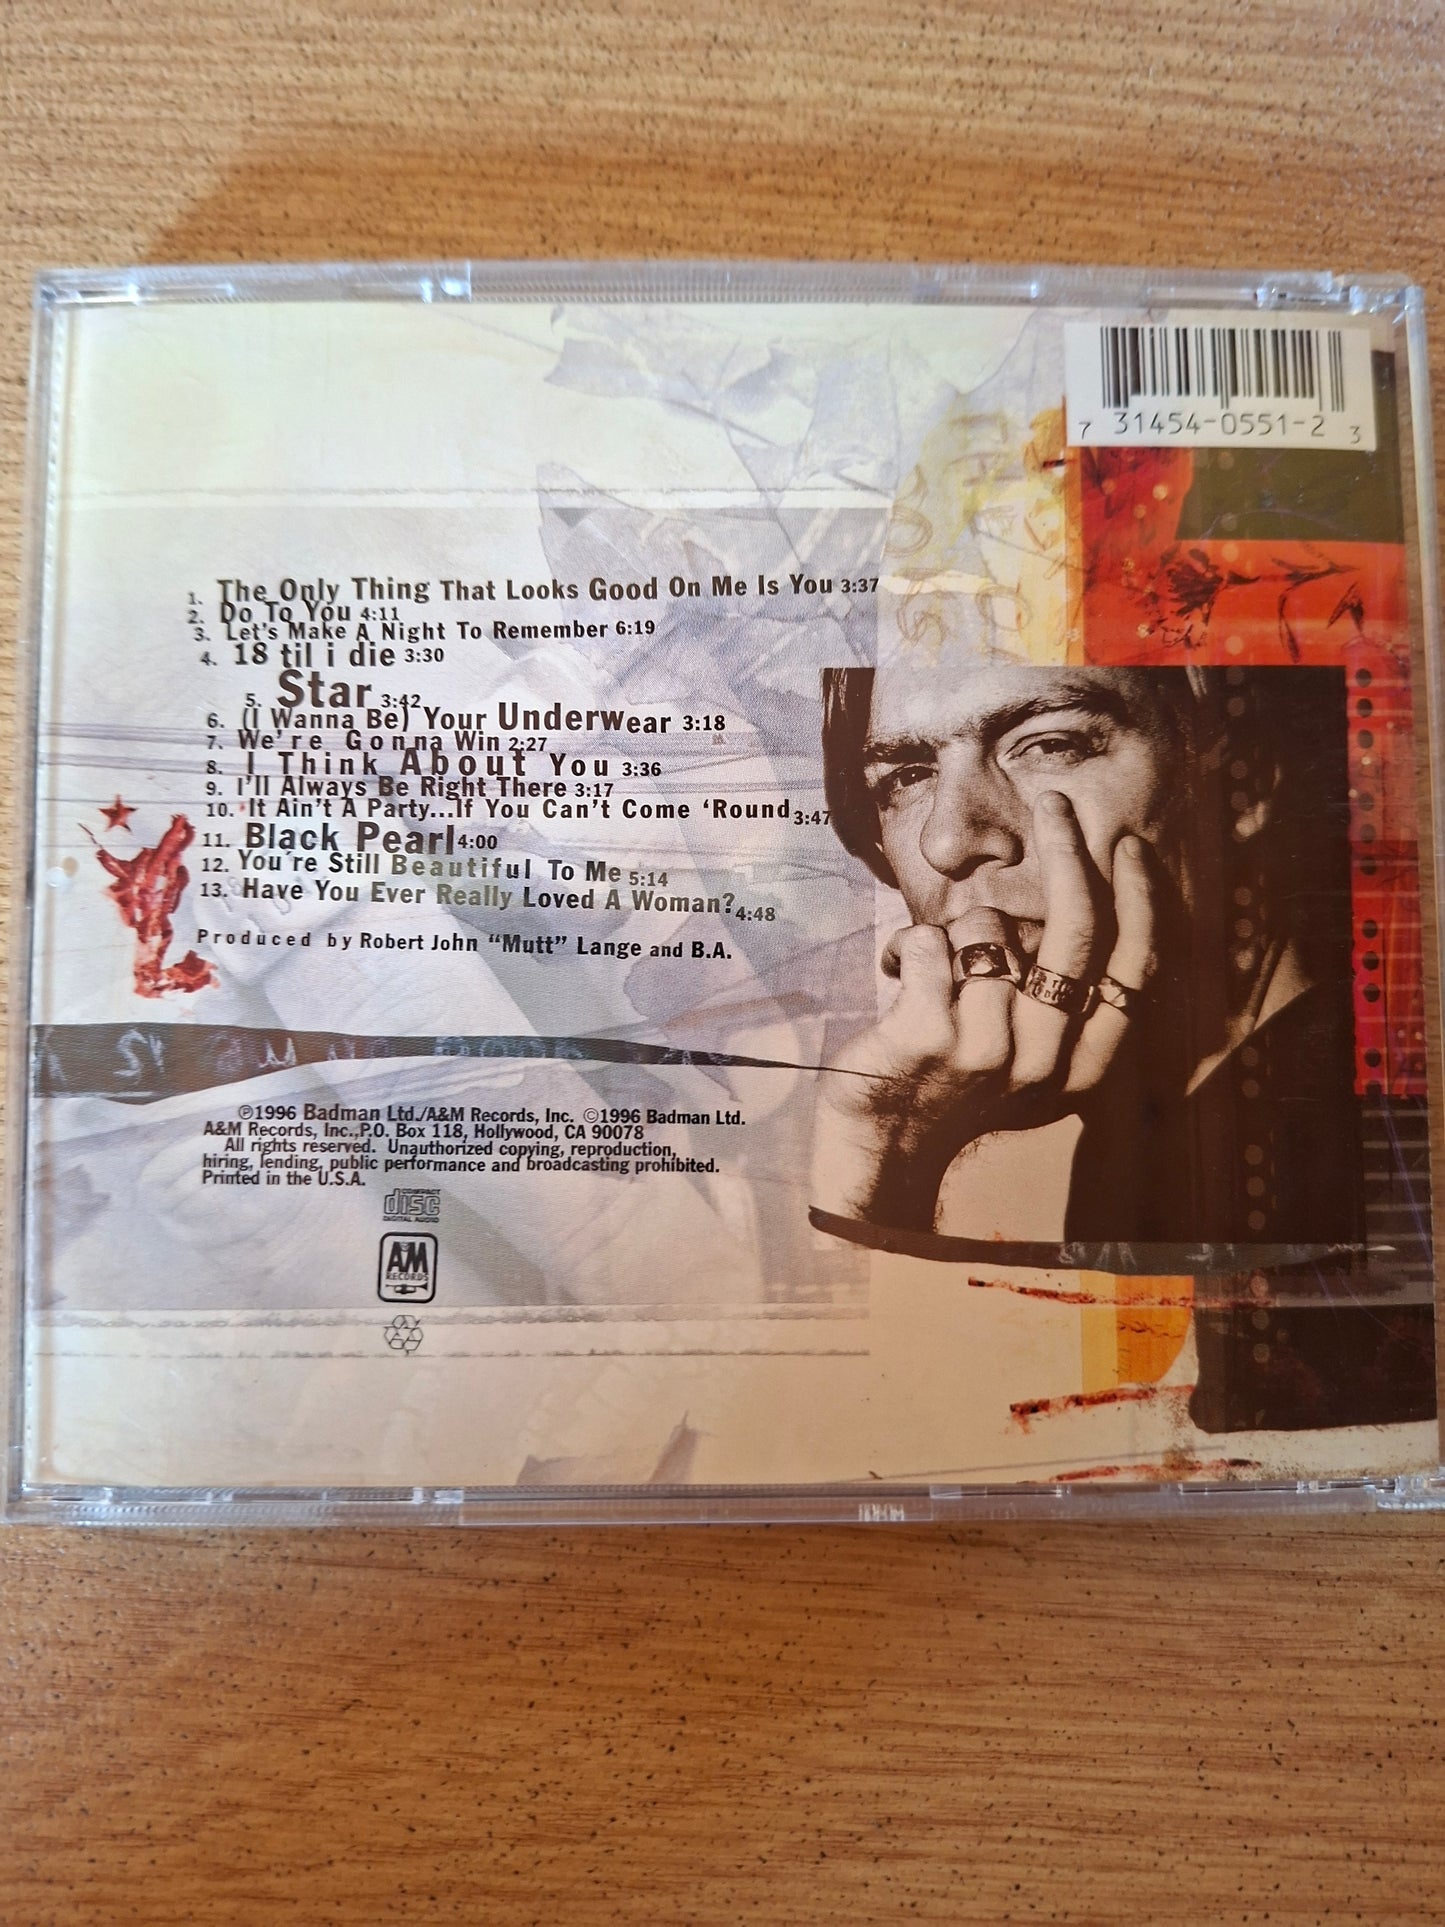 7 31454-0551-2 3
1. The Only Thing That Looks Good On Me Is You 3:37
2. Do To You 4:11
3. Let's Make A Night To Remember 6:19
4. 18 til i die 3:30
5. Star 3:42
6. (I Wanna Be) Your Underwear 3:18
7. We're Gonna Win 2:27
8. I Think About You 3:36
9. I'll Always Be Right There 3:17
10. It Ain't A Party...If You Can't Come 'Round 3:47
11. Black Pearl 4:00
12. You're Still Beautiful To Me 5:14
13. Have You Ever Really Loved A Woman? 4:48
Produced by Robert John "Mutt" Lange and B.A.
℗1996 Badman Ltd./A&M Records, Inc. ©1996 Badman Ltd.
A&M Records, Inc.,P.O. Box 118, Hollywood, CA 90078
All rights reserved. Unauthorized copying, reproduction,
hiring, lending, public performance and broadcasting prohibited.
Printed in the U.S.A.
COMPACT
disc
DIGITAL AUDIO
A&M
RECORDS